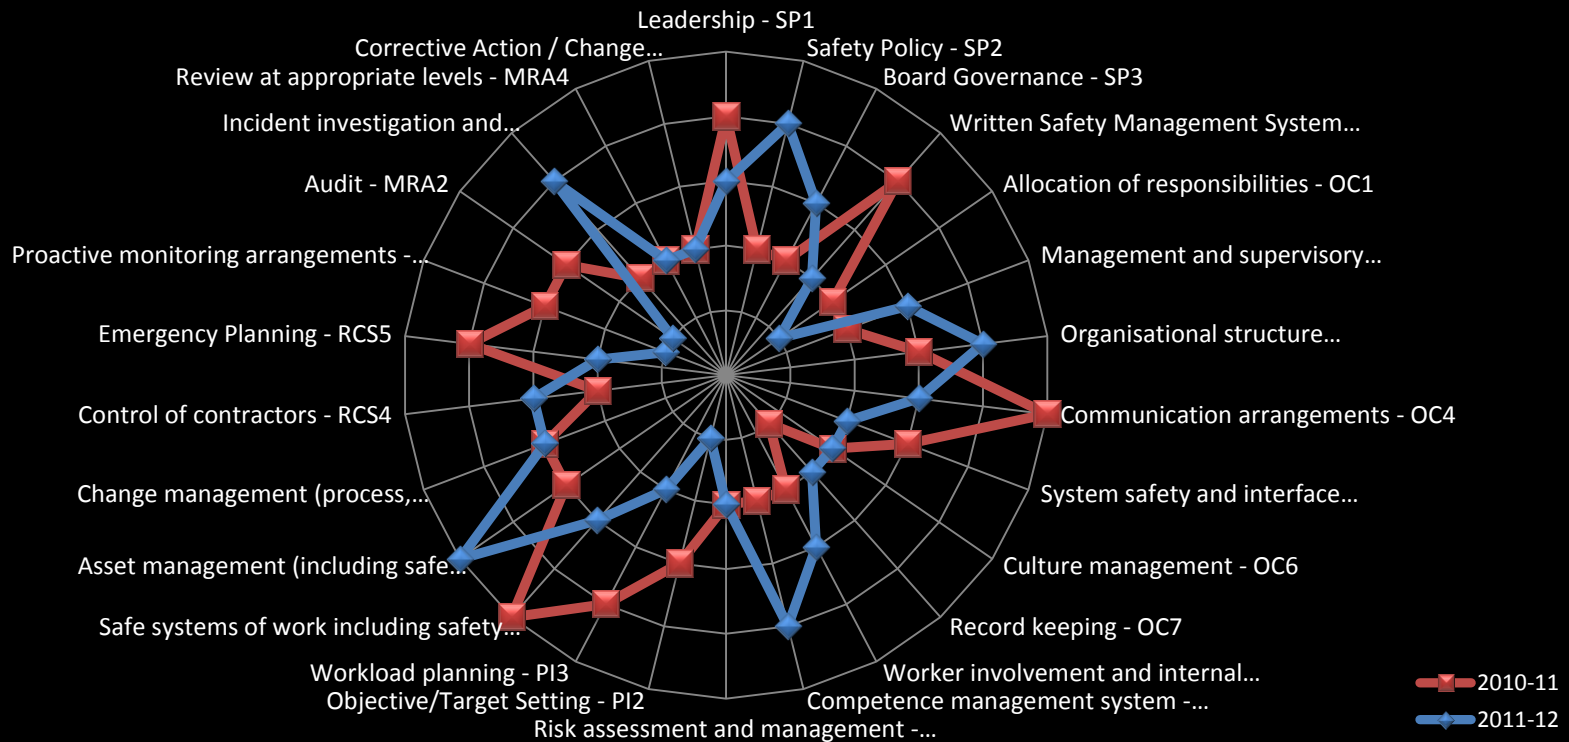 Leadership - SP1
Safety Policy - SP2
Board Governance - SP3
Written Safety Management System...
Allocation of responsibilities - OC1
Management and supervisory...
Organisational structure...
Communication arrangements - OC4
System safety and interface...
Culture management - OC6
Record keeping - OC7
Worker involvement and internal...
Competence management system -...
Risk assessment and management -...
Objective/Target Setting - PI2
Workload planning - PI3
Safe systems of work including safety...
Asset management (including safe...
Change management (process,...
Control of contractors - RCS4
Emergency Planning - RCS5
Proactive monitoring arrangements -...
Audit - MRA2
Incident investigation and...
Review at appropriate levels - MRA4
Corrective Action / Change...
2010-11
2011-12